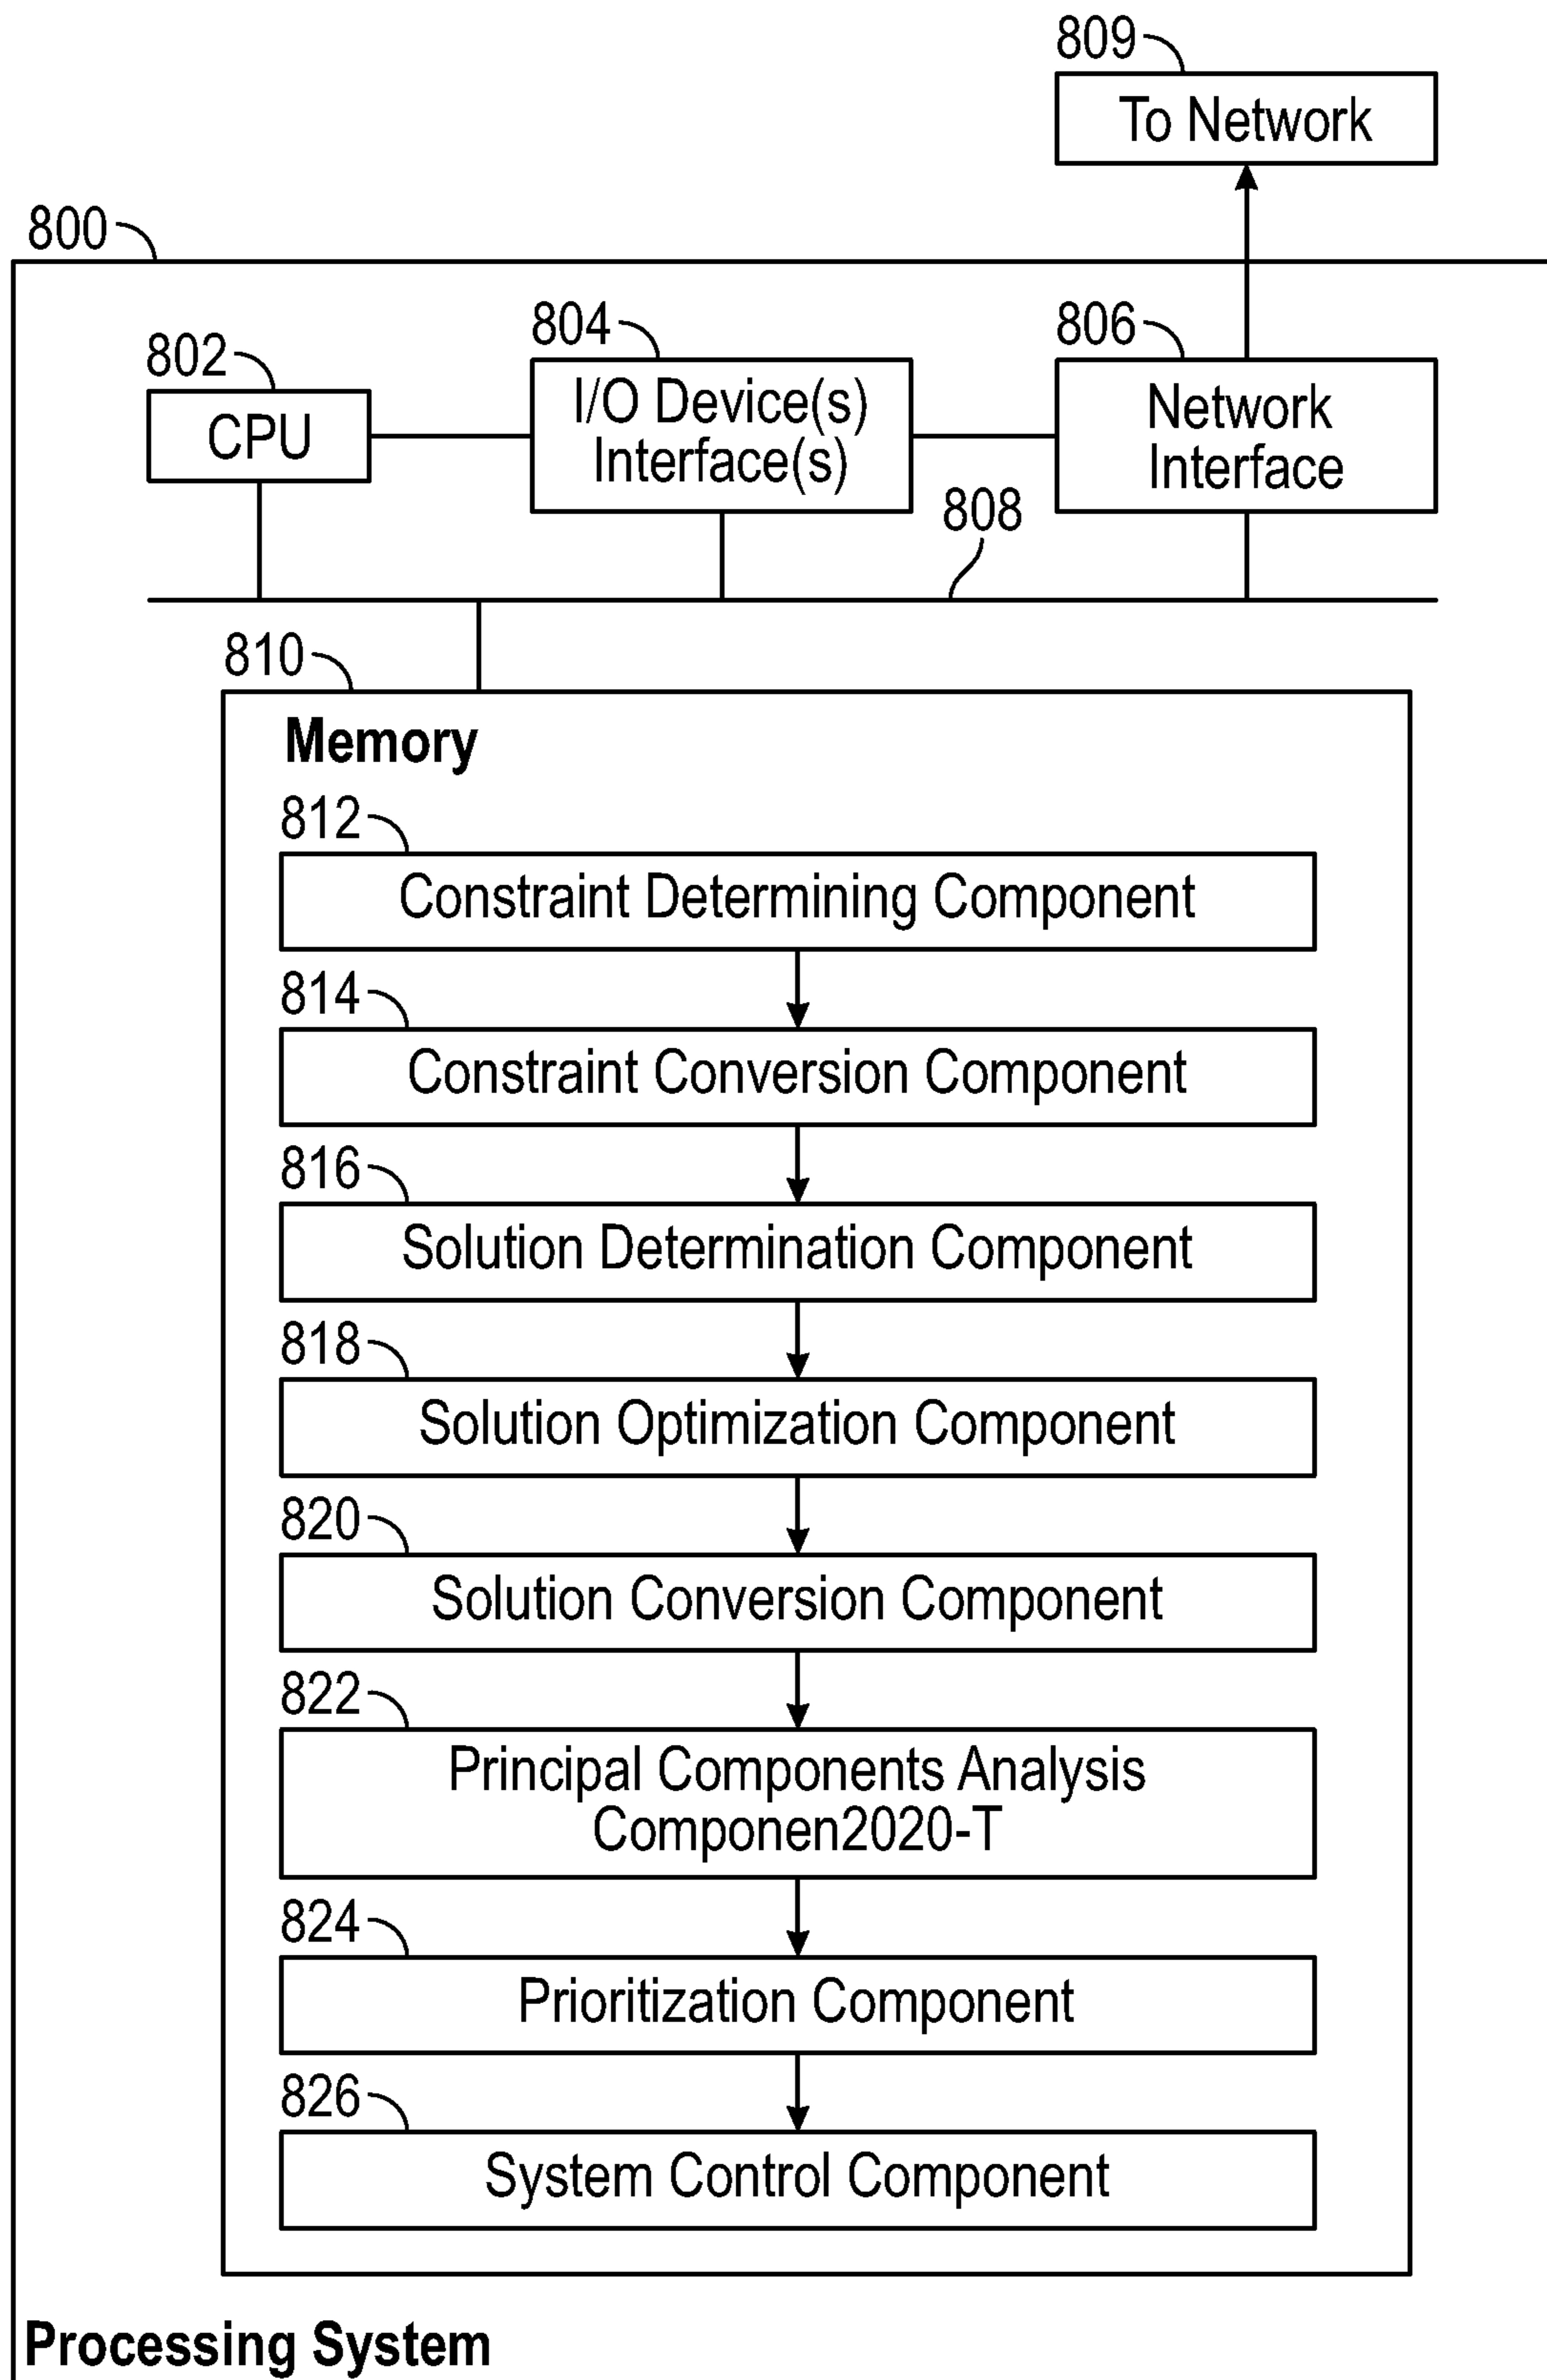 809
To Network
800
802
CPU
804
I/O Device(s)
Interface(s)
806
Network
Interface
808
810
Memory
812
Constraint Determining Component
814
Constraint Conversion Component
816
Solution Determination Component
818
Solution Optimization Component
820
Solution Conversion Component
822
Principal Components Analysis
Componen2020-T
824
Prioritization Component
826
System Control Component
Processing System